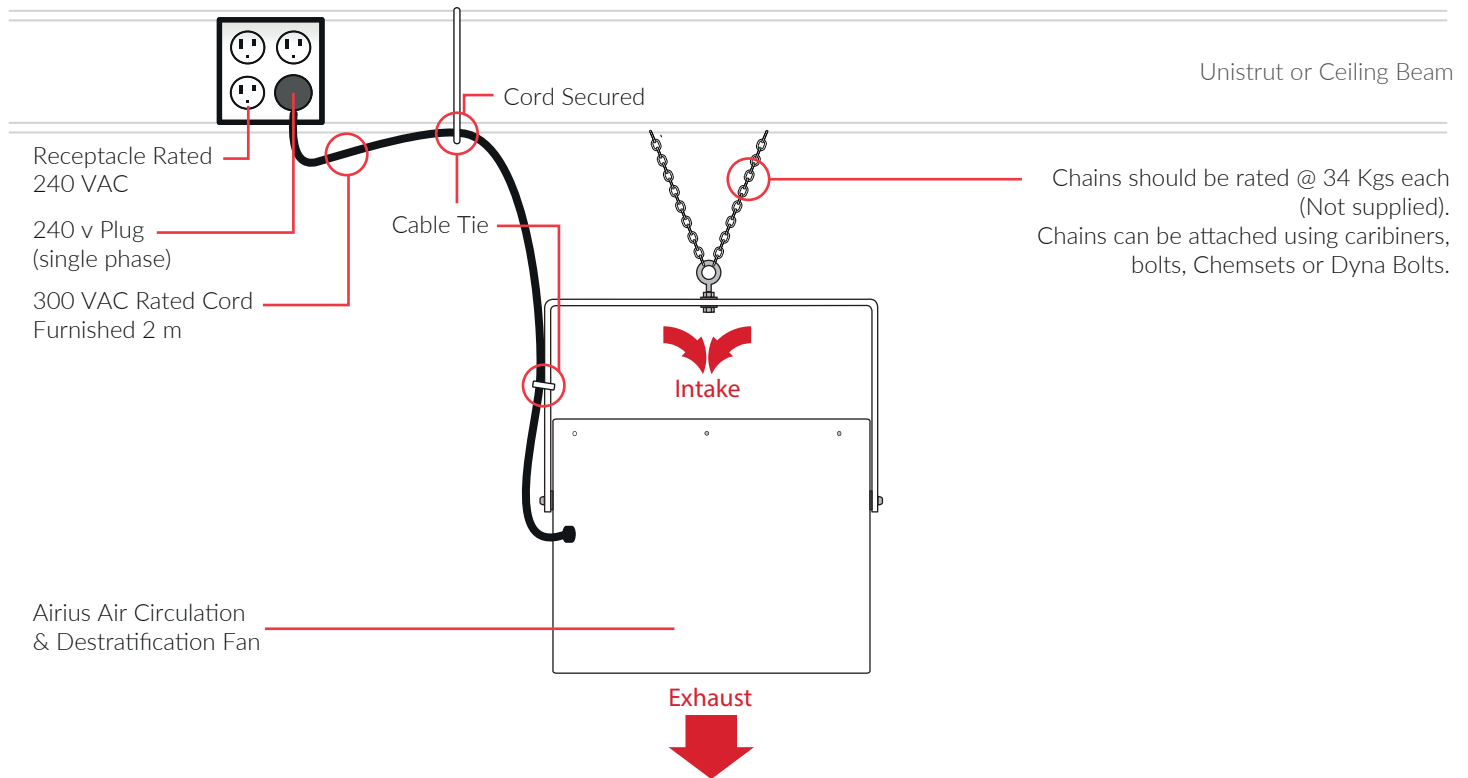 Unistrut or Ceiling Beam
Cord Secured
Receptacle Rated
240 VAC
240 v Plug
(single phase)
300 VAC Rated Cord
Furnished 2 m
Cable Tie
Chains should be rated @ 34 Kgs each
(Not supplied).
Chains can be attached using caribiners,
bolts, Chemsets or Dyna Bolts.
Intake
Airius Air Circulation
& Destratification Fan
Exhaust